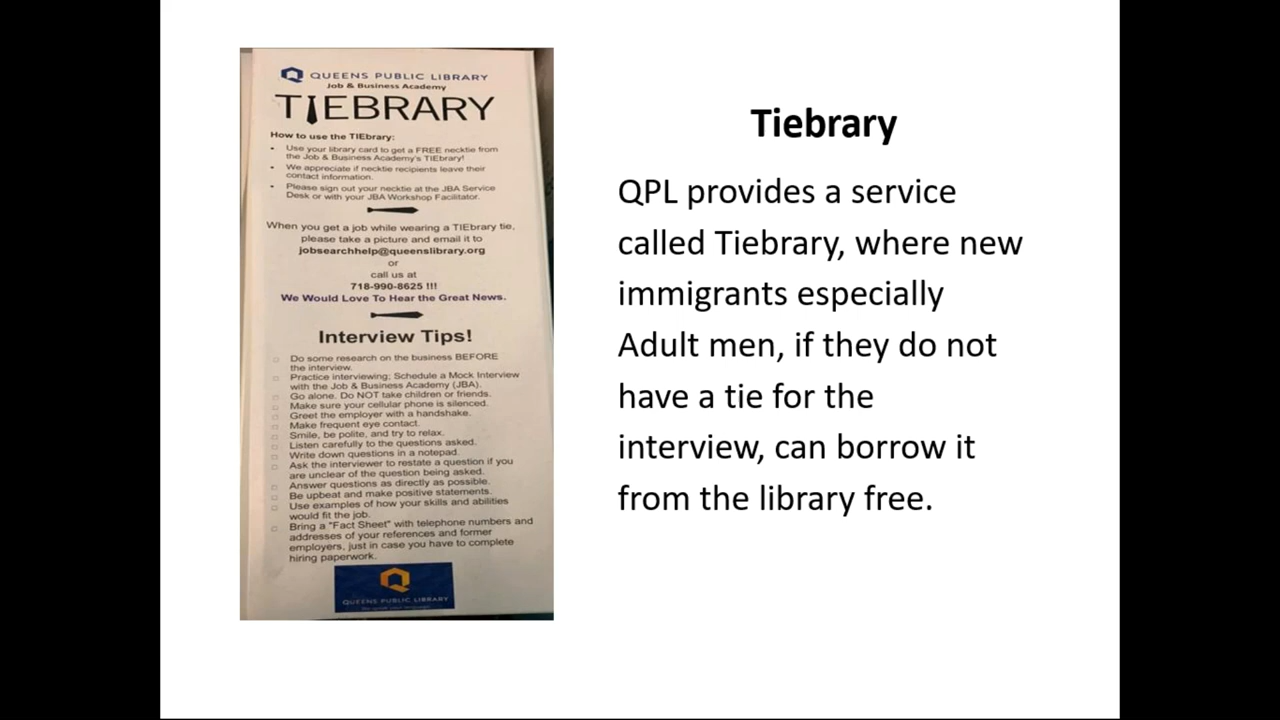 QUEENS PUBLIC LIBRARY
Job & Business Academy
TIEBRARY
How to use the TIEbrary:
• Use your library card to get a FREE necktie from
the Job & Business Academy's TIEbrary!
• We appreciate if necktie recipients leave their
contact information.
• Please sign out your necktie at the JBA Service
Desk or with your JBA Workshop Facilitator.
When you get a job while wearing a TIEbrary tie,
please take a picture and email it to
jobsearchhelp@queenslibrary.org
or
call us at
718-990-8625 !!!
We Would Love To Hear the Great News.
Interview Tips!
Do some research on the business BEFORE
the interview.
Practice interviewing; Schedule a Mock Interview
with the Job & Business Academy (JBA).
Go alone. Do NOT take children or friends.
Make sure your cellular phone is silenced.
Greet the employer with a handshake.
Make frequent eye contact.
Smile, be polite, and try to relax.
Listen carefully to the questions asked.
Write down questions in a notepad.
Ask the interviewer to restate a question if you
are unclear of the question being asked.
Answer questions as directly as possible.
Be upbeat and make positive statements.
Use examples of how your skills and abilities
would fit the job.
Bring a "Fact Sheet" with telephone numbers and
addresses of your references and former
employers, just in case you have to complete
hiring paperwork.
QUEENS PUBLIC LIBRARY
Tiebrary
QPL provides a service
called Tiebrary, where new
immigrants especially
Adult men, if they do not
have a tie for the
interview, can borrow it
from the library free.